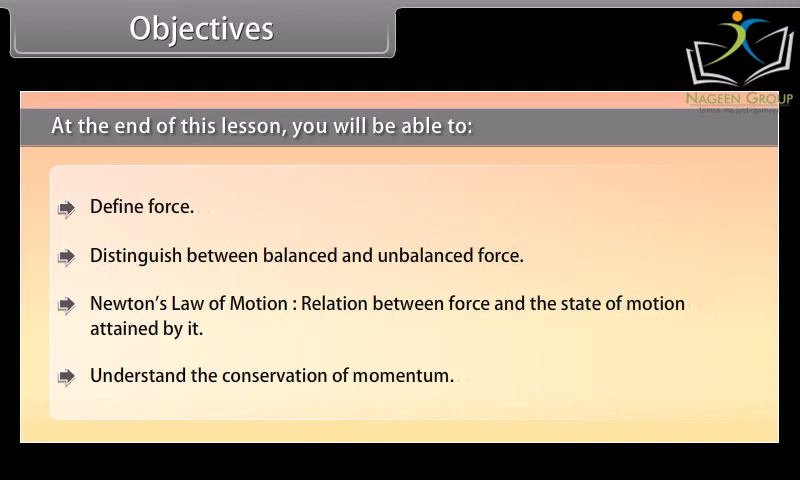 Objectives
NAGEEN GROUP
At the end of this lesson, you will be able to:
Define force.
Distinguish between balanced and unbalanced force.
Newton's Law of Motion : Relation between force and the state of motion
attained by it.
Understand the conservation of momentum.